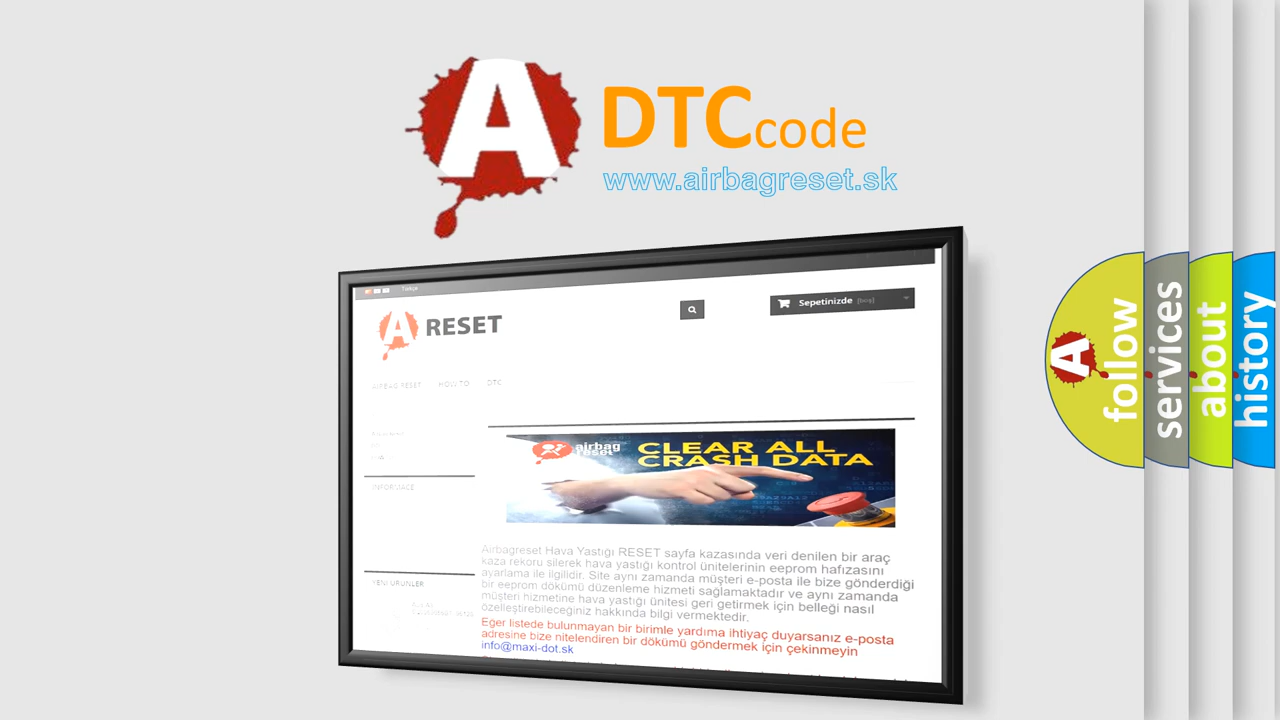 A
DTC code
www.airbagreset.sk
Türkçe
A RESET
Sepetinizde (boş)
AIRBAG RESET HOW TO DTC
INFORMACE
airbag
reset
CLEAR ALL
CRASH DATA
YENI ÜRÜNLER
Airbagreset Hava Yastığı RESET sayfa kazasında veri denilen bir araç
kaza rekoru silerek hava yastığı kontrol ünitelerinin eeprom hafızasını
ayarlama ile ilgilidir. Site aynı zamanda müşteri e-posta ile bize gönderdiği
bir eeprom dökümü düzenleme hizmeti sağlamaktadır ve aynı zamanda
müşteri hizmetine hava yastığı ünitesi geri getirmek için belleği nasıl
özelleştirebileceğiniz hakkında bilgi vermektedir.
Eğer listede bulunmayan bir birimle yardıma ihtiyaç duyarsanız e-posta
adresine bize nitelendiren bir dökümü göndermek için çekinmeyin
info@maxi-dot.sk
A
follow
services
about
history